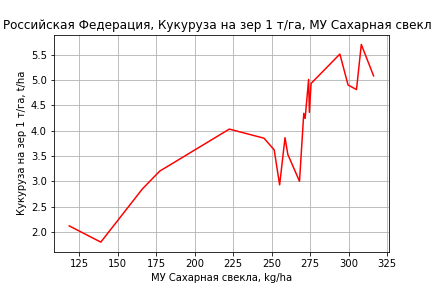 Российская Федерация, Кукуруза на зер 1 т/га, МУ Сахарная свекл
5.5
5.0
4.5
4.0
3.5
3.0
2.5
2.0
Кукуруза на зер 1 т/га, t/ha
125 150 175 200 225 250 275 300 325
МУ Сахарная свекла, kg/ha